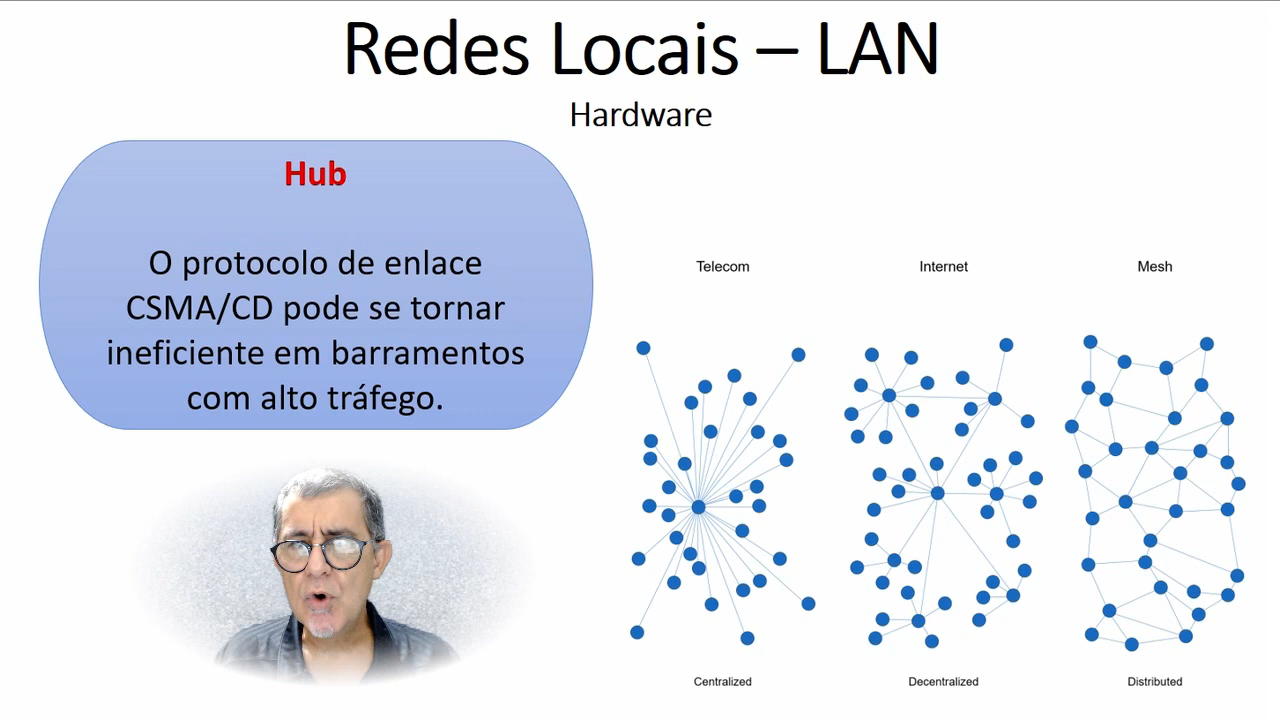 Redes Locais – LAN
Hardware
Hub
O protocolo de enlace
CSMA/CD pode se tornar
ineficiente em barramentos
com alto tráfego.
Telecom
Internet
Mesh
Centralized
Decentralized
Distributed